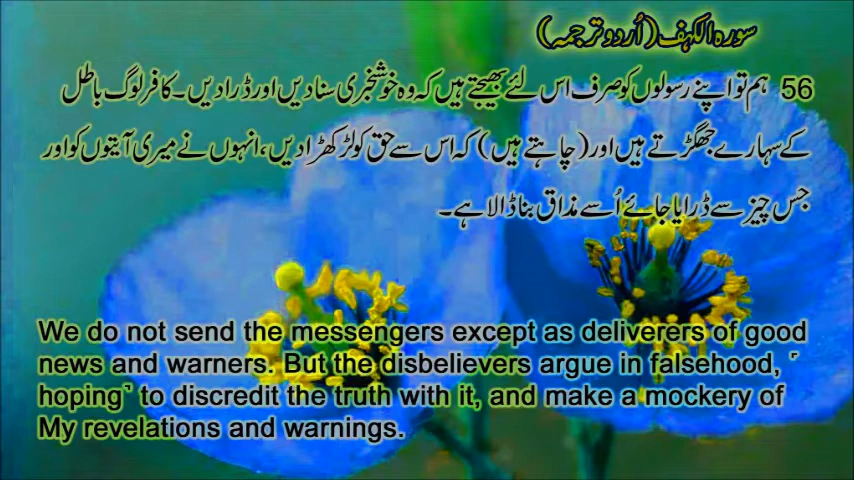 سورہ الکہف (اُردو ترجمہ)
56 ہم تو اپنے رسولوں کو صرف اس لئے بھیجتے ہیں کہ وہ خوشخبری سنا دیں اور ڈرا دیں۔ کافر لوگ باطل
کے سہارے جھگڑتے ہیں اور (چاہتے ہیں) کہ اس سے حق کو لڑکھڑا دیں، انہوں نے میری آیتوں کو اور
جس چیز سے ڈرایا جائے اُسے مذاق بنا ڈالا ہے۔
We do not send the messengers except as deliverers of good
news and warners. But the disbelievers argue in falsehood, ˹
hoping˺ to discredit the truth with it, and make a mockery of
My revelations and warnings.